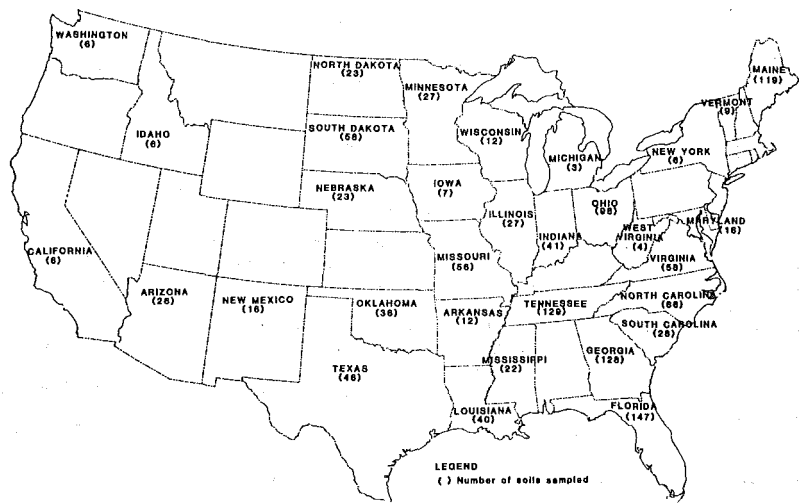 WASHINGTON
(6)
IDAHO
(6)
CALIFORNIA
(6)
ARIZONA
(26)
NEW MEXICO
(16)
NORTH DAKOTA
(23)
SOUTH DAKOTA
(58)
NEBRASKA
(23)
OKLAHOMA
(36)
TEXAS
(46)
MINNESOTA
(27)
IOWA
(7)
MISSOURI
(56)
ARKANSAS
(12)
LOUISIANA
(40)
WISCONSIN
(12)
ILLINOIS
(27)
MICHIGAN
(3)
INDIANA
(41)
OHIO
(98)
TENNESSEE
(129)
MISSISSIPPI
(22)
GEORGIA
(128)
FLORIDA
(147)
SOUTH CAROLINA
(28)
NORTH CAROLINA
VIRGINIA
(58)
WEST
VIRGINIA
(4)
MARYLAND
(16)
NEW YORK
(6)
VERMONT
(9)
MAINE
(119)
LEGEND
( ) Number of soils sampled